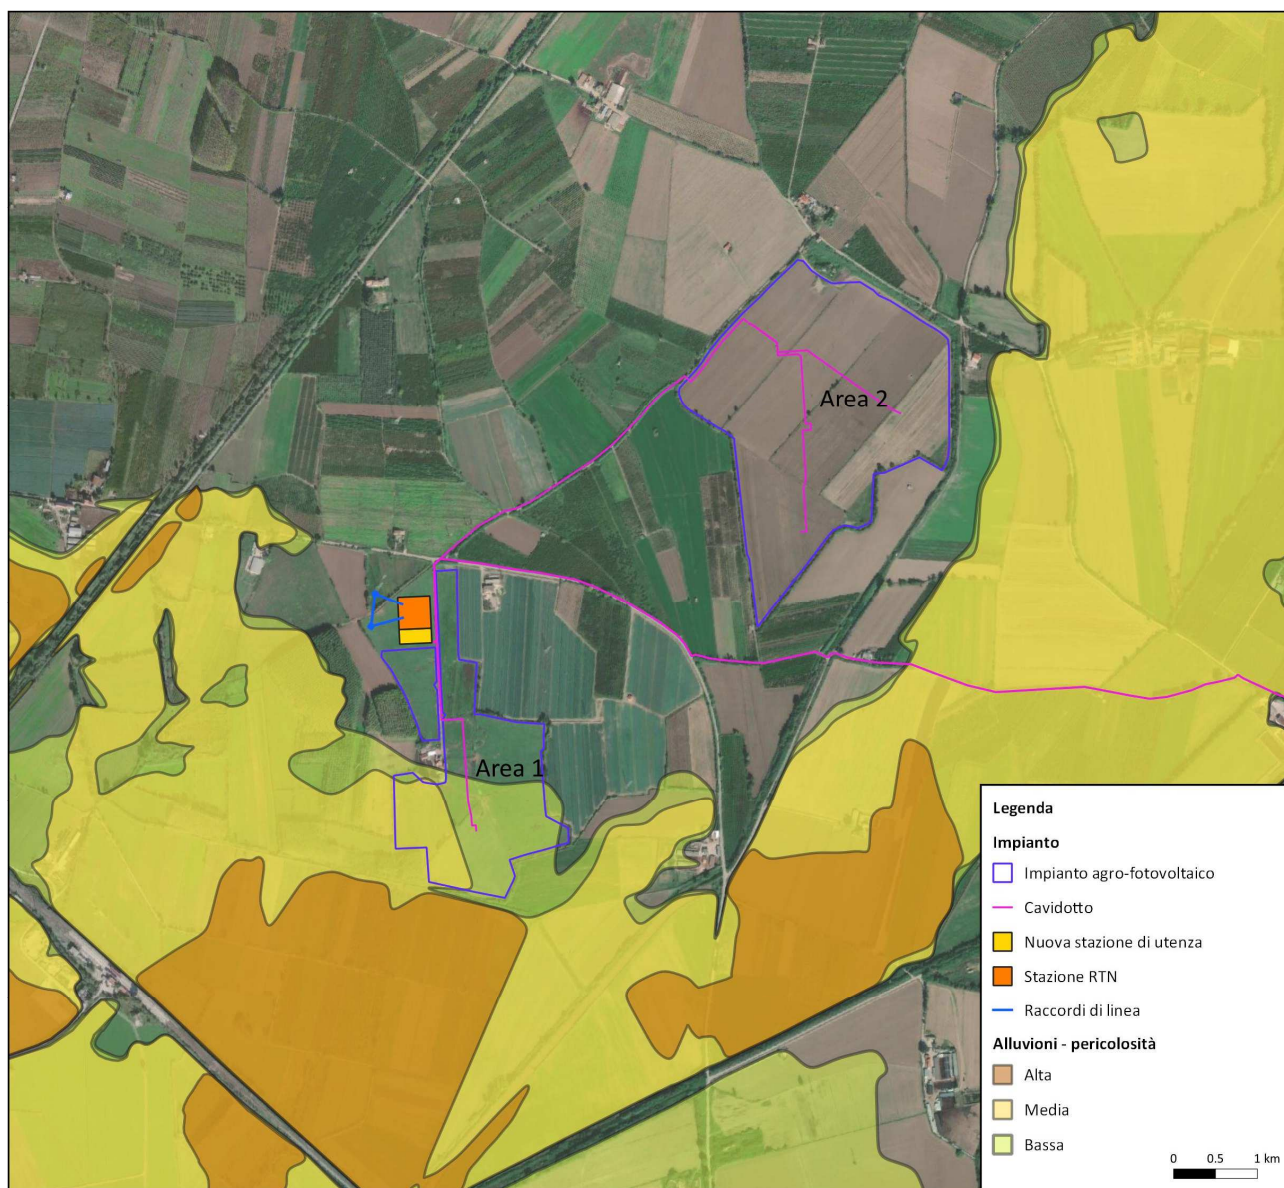 Area 2
Area 1
Legenda
Impianto
Impianto agro-fotovoltaico
Cavidotto
Nuova stazione di utenza
Stazione RTN
Raccordi di linea
Alluvioni - pericolosità
Alta
Media
Bassa
0 0.5 1 km